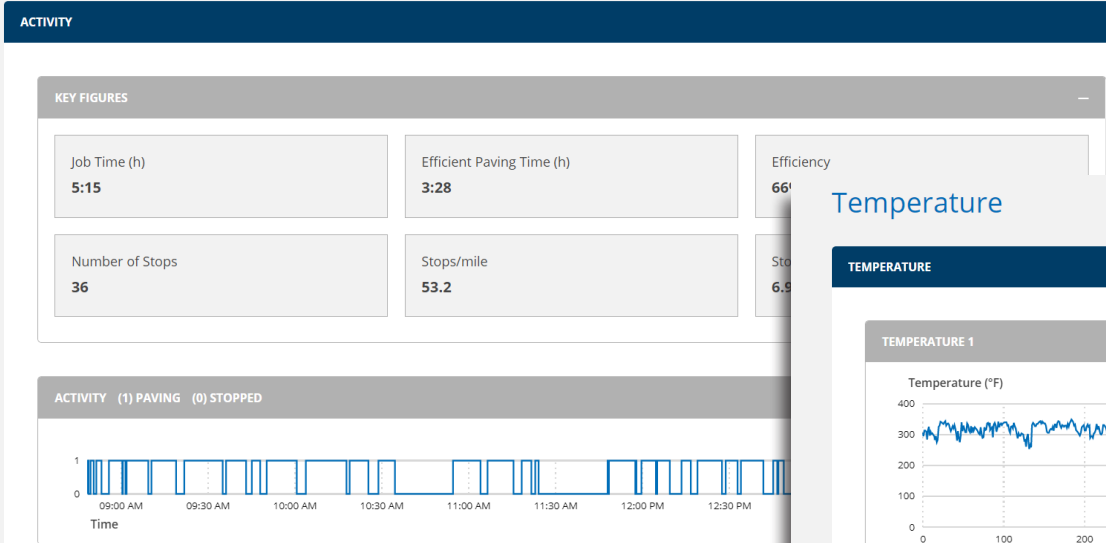 ACTIVITY
KEY FIGURES
Job Time (h)
5:15
Efficient Paving Time (h)
3:28
Efficiency
Number of Stops
36
Stops/mile
53.2
ACTIVITY (1) PAVING (0) STOPPED
1
0
09:00 AM 09:30 AM 10:00 AM 10:30 AM 11:00 AM 11:30 AM 12:00 PM 12:30 PM
Time
Temperature
TEMPERATURE
TEMPERATURE 1
Temperature (°F)
400
300
200
100
0
0 100 200